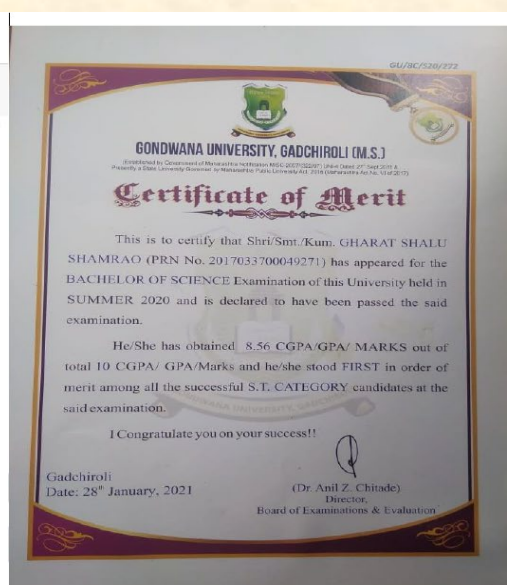 GU/BC/520/272
GONDWANA UNIVERSITY, GADCHIROLI (M.S.)
Certificate of Merit
This is to certify that Shri/Smt./Kum. GHARAT SHALU
SHAMRAO (PRN No. 2017033700049271) has appeared for the
BACHELOR OF SCIENCE Examination of this University held in
SUMMER 2020 and is declared to have been passed the said
examination.
He/She has obtained 8.56 CGPA/GPA/ MARKS out of
total 10 CGPA/ GPA/Marks and he/she stood FIRST in order of
merit among all the successful S.T. CATEGORY candidates at the
said examination.
I Congratulate you on your success!!
Gadchiroli
Date: 28th January, 2021
(Dr. Anil Z. Chitade)
Director,
Board of Examinations & Evaluation